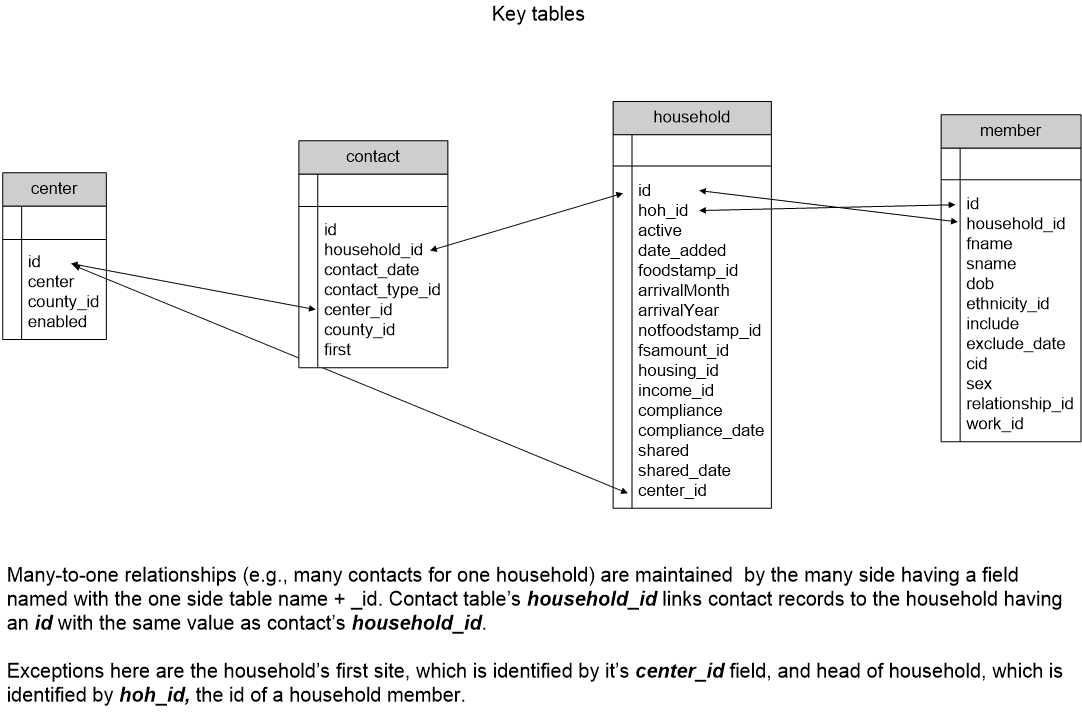 Key tables
center
id
center
county_id
enabled
contact
id
household_id
contact_date
contact_type_id
center_id
county_id
first
household
id
hoh_id
active
date_added
foodstamp_id
arrivalMonth
arrivalYear
notfoodstamp_id
fsamount_id
housing_id
income_id
compliance
compliance_date
shared
shared_date
center_id
member
id
household_id
fname
sname
dob
ethnicity_id
include
exclude_date
cid
sex
relationship_id
work_id
Many-to-one relationships (e.g., many contacts for one household) are maintained  by the many side having a field
named with the one side table name + _id. Contact table’s household_id links contact records to the household having
an id with the same value as contact’s household_id.
Exceptions here are the household’s first site, which is identified by it’s center_id field, and head of household, which is
identified by hoh_id, the id of a household member.